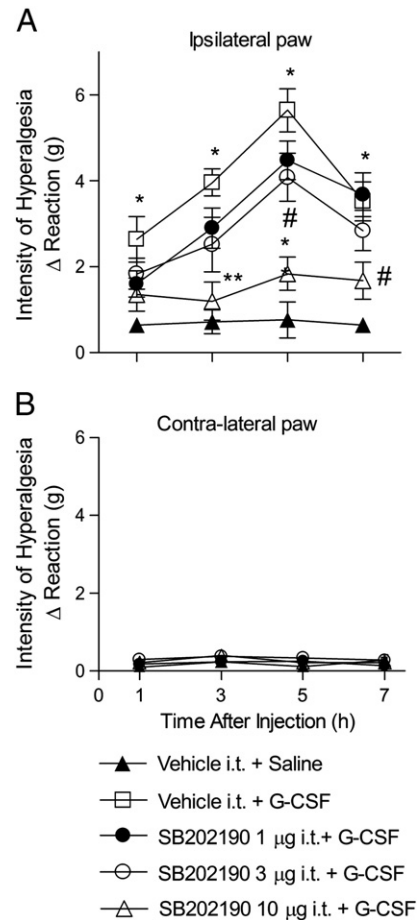 A
Ipsilateral paw
Intensity of Hyperalgesia
Δ Reaction (g)
6
4
2
0
*
*
*
*
#
*
*
**
#
B
Contra-lateral paw
Intensity of Hyperalgesia
Δ Reaction (g)
6
4
2
0
0 1 3 5 7
Time After Injection (h)
Vehicle i.t. + Saline
Vehicle i.t. + G-CSF
SB202190 1 μg i.t.+ G-CSF
SB202190 3 μg i.t. + G-CSF
SB202190 10 μg i.t. + G-CSF